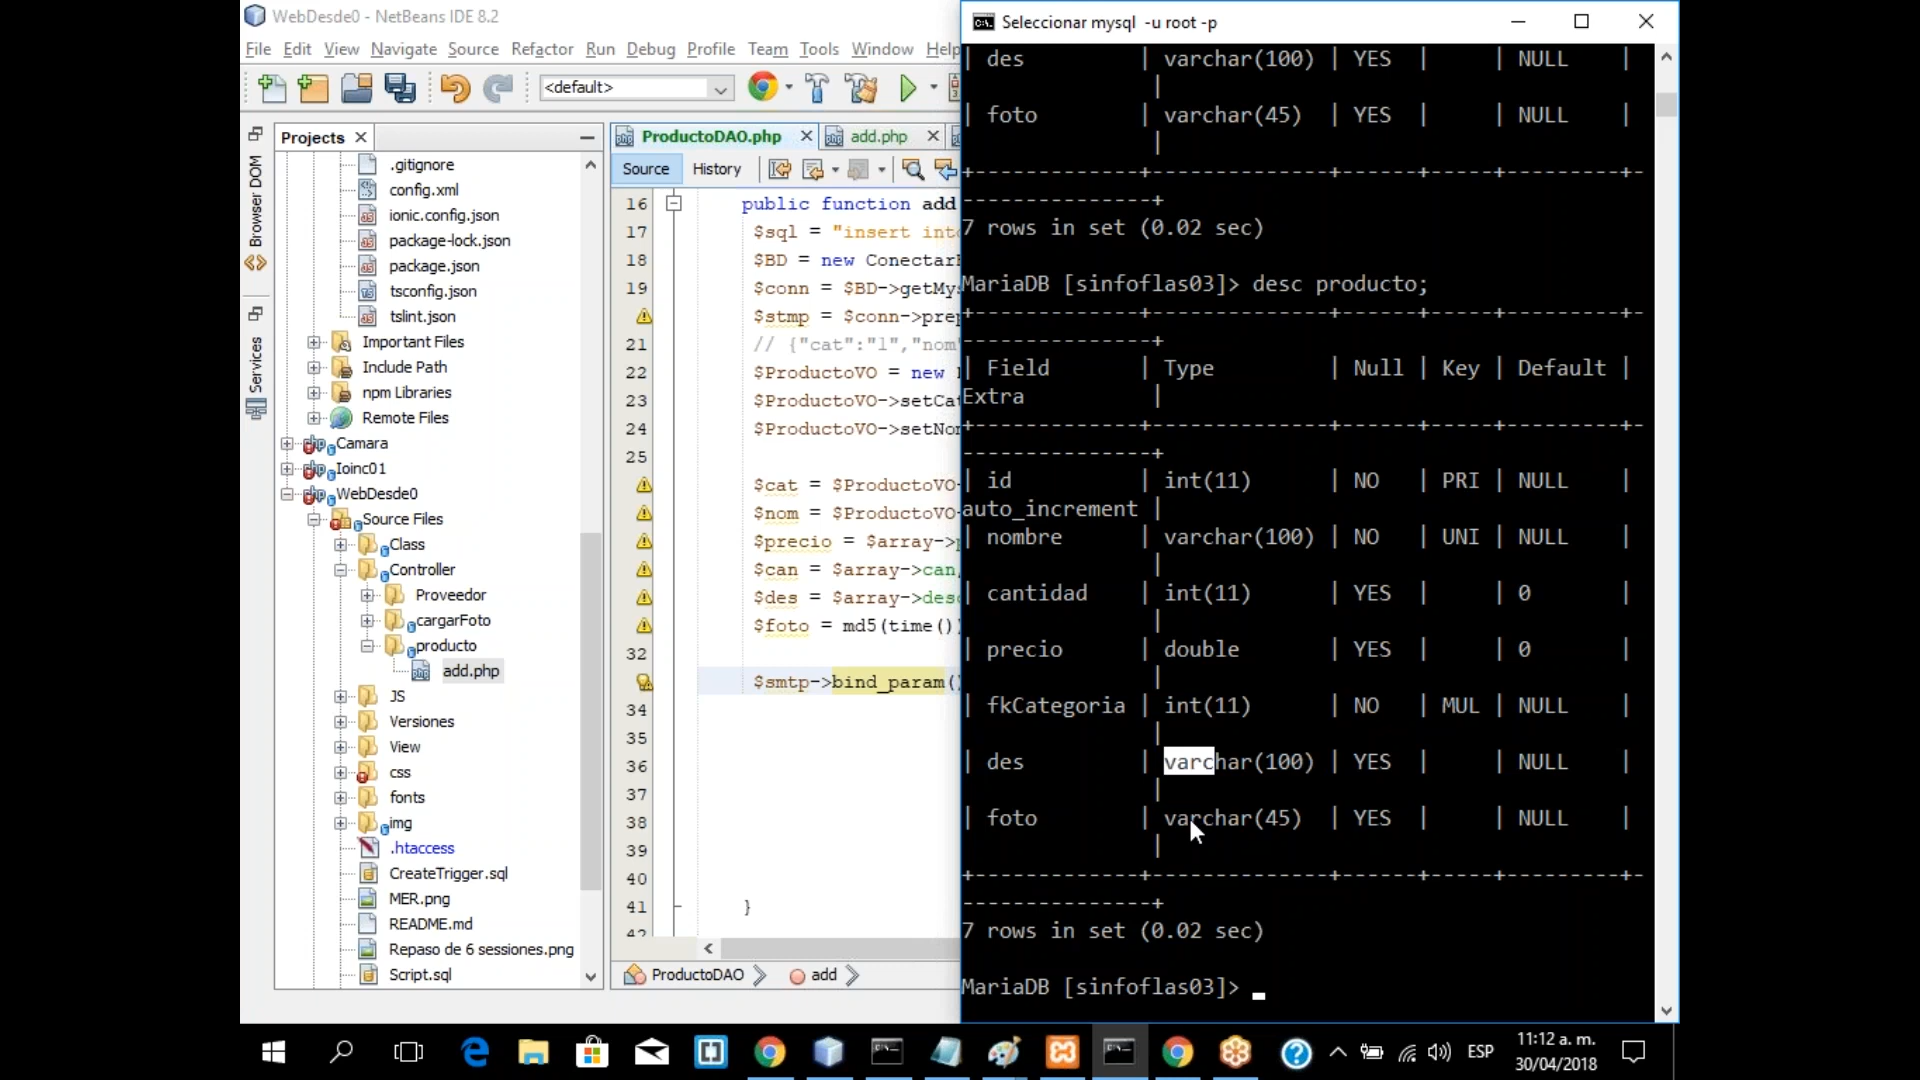 WebDesde0 - NetBeans IDE 8.2
File Edit View Navigate Source Refactor Run Debug Profile Team Tools Window Help
<default>
Projects
Browser DOM
Services
.gitignore
config.xml
ionic.config.json
package-lock.json
package.json
tsconfig.json
tslint.json
Important Files
Include Path
npm Libraries
Remote Files
Camara
Ioinc01
WebDesde0
Source Files
Class
Controller
Proveedor
cargarFoto
producto
add.php
JS
Versiones
View
css
fonts
img
.htaccess
CreateTrigger.sql
MER.png
README.md
Repaso de 6 sessiones.png
Script.sql
ProductoDAO.php add.php
Source History
16 public function add
17 $sql = "insert into
18 $BD = new Conectar
19 $conn = $BD->getMy
$stmp = $conn->prep
21 // {"cat":"1","nom"
22 $ProductoVO = new
23 $ProductoVO->setCa
24 $ProductoVO->setNo
25
$cat = $ProductoVO-
$nom = $ProductoVO-
$precio = $array->p
$can = $array->can,
$des = $array->des
$foto = md5(time())
32
$smtp->bind_param()
34
35
36
37
38
39
40
41 }
42
ProductoDAO add
Seleccionar mysql -u root -p
| des | varchar(100) | YES | | NULL |
|
| foto | varchar(45) | YES | | NULL |
|
+--------------+---------------+------+-----+---------+-
---------------+
7 rows in set (0.02 sec)
MariaDB [sinfoflas03]> desc producto;
+--------------+---------------+------+-----+---------+-
---------------+
| Field | Type | Null | Key | Default |
Extra |
+--------------+---------------+------+-----+---------+-
---------------+
| id | int(11) | NO | PRI | NULL |
auto_increment |
| nombre | varchar(100) | NO | UNI | NULL |
|
| cantidad | int(11) | YES | | 0 |
|
| precio | double | YES | | 0 |
|
| fkCategoria | int(11) | NO | MUL | NULL |
|
| des | varchar(100) | YES | | NULL |
|
| foto | varchar(45) | YES | | NULL |
|
+--------------+---------------+------+-----+---------+-
---------------+
7 rows in set (0.02 sec)
MariaDB [sinfoflas03]>
ESP
11:12 a. m.
30/04/2018